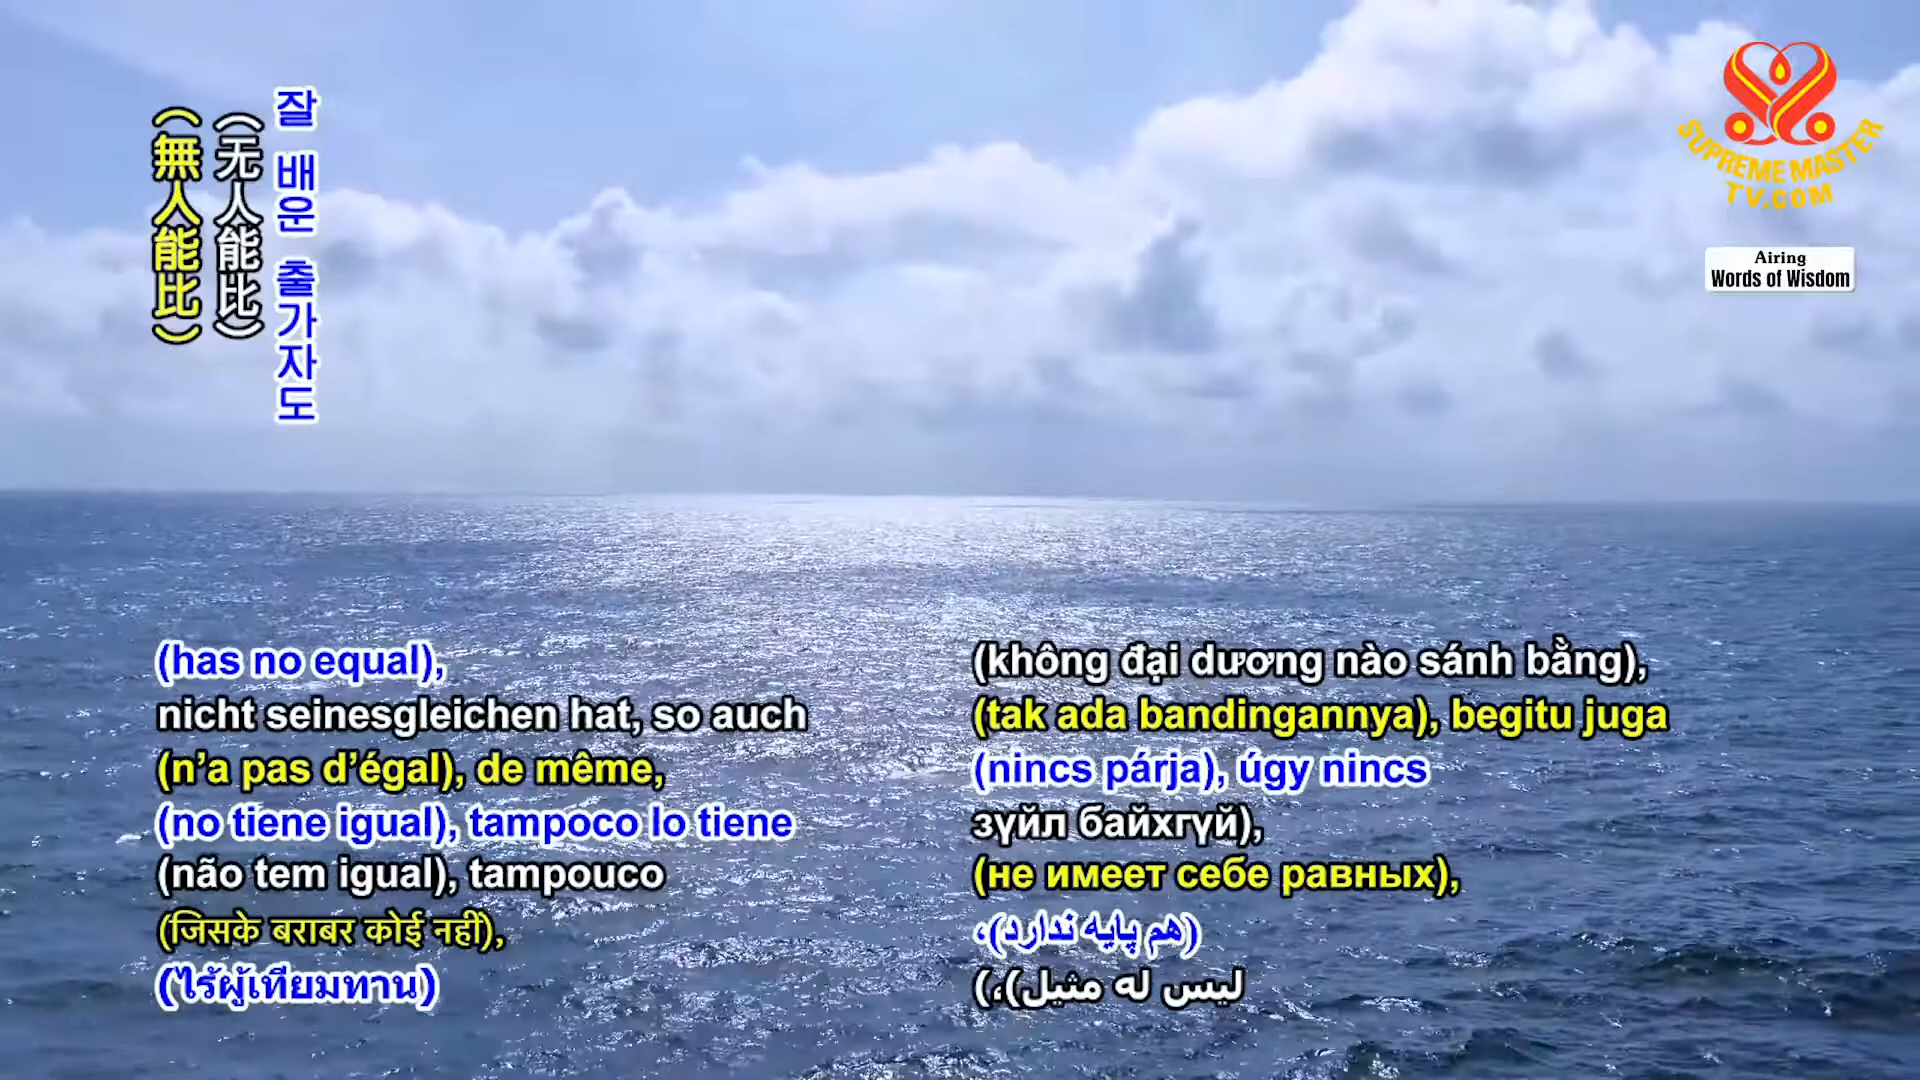 (無人能比)
(无人能比)
잘 배운 출가자도
SUPREME MASTER
TV.COM
Airing
Words of Wisdom
(has no equal),
nicht seinesgleichen hat, so auch
(n’a pas d’égal), de même,
(no tiene igual), tampoco lo tiene
(não tem igual), tampouco
(जिसके बराबर कोई नहीं),
(ไร้ผู้เทียมทาน)
(không đại dương nào sánh bằng),
(tak ada bandingannya), begitu juga
(nincs párja), úgy nincs
зүйл байхгүй),
(не имеет себе равных),
(هم پایه ندارد)،
ليس له مثيل)،(